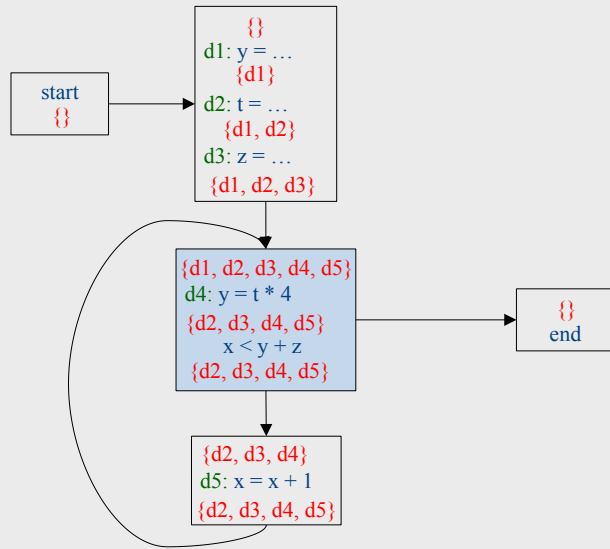 start
{}
{}
d1: y = …
{d1}
d2: t = …
{d1, d2}
d3: z = …
{d1, d2, d3}
{d1, d2, d3, d4, d5}
d4: y = t * 4
{d2, d3, d4, d5}
x < y + z
{d2, d3, d4, d5}
{}
end
{d2, d3, d4}
d5: x = x + 1
{d2, d3, d4, d5}